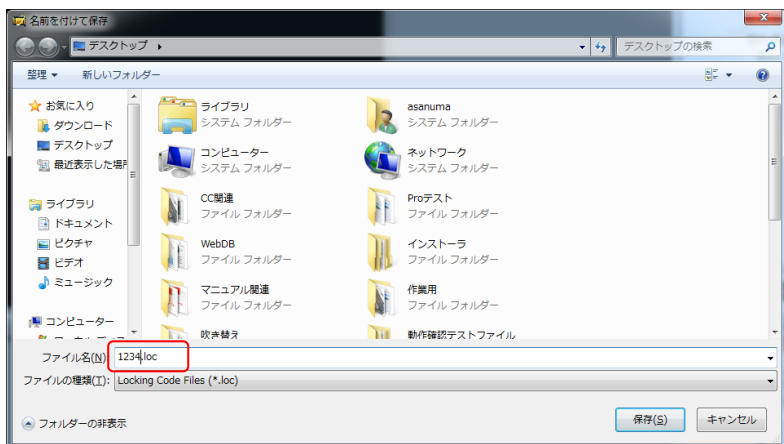 名前を付けて保存
デスクトップ
デスクトップの検索
整理 新しいフォルダー
お気に入り
ダウンロード
デスクトップ
最近表示した場所
ライブラリ
ドキュメント
ピクチャ
ビデオ
ミュージック
コンピューター
ライブラリ
システム フォルダー
asanuma
システム フォルダー
コンピューター
システム フォルダー
ネットワーク
システム フォルダー
CC関連
ファイル フォルダー
Proテスト
ファイル フォルダー
WebDB
ファイル フォルダー
インストーラ
ファイル フォルダー
マニュアル関連
ファイル フォルダー
作業用
ファイル フォルダー
吹き替え
動作確認テストファイル
ファイル名(N): 1234.loc
ファイルの種類(T): Locking Code Files (*.loc)
フォルダーの非表示
保存(S) キャンセル